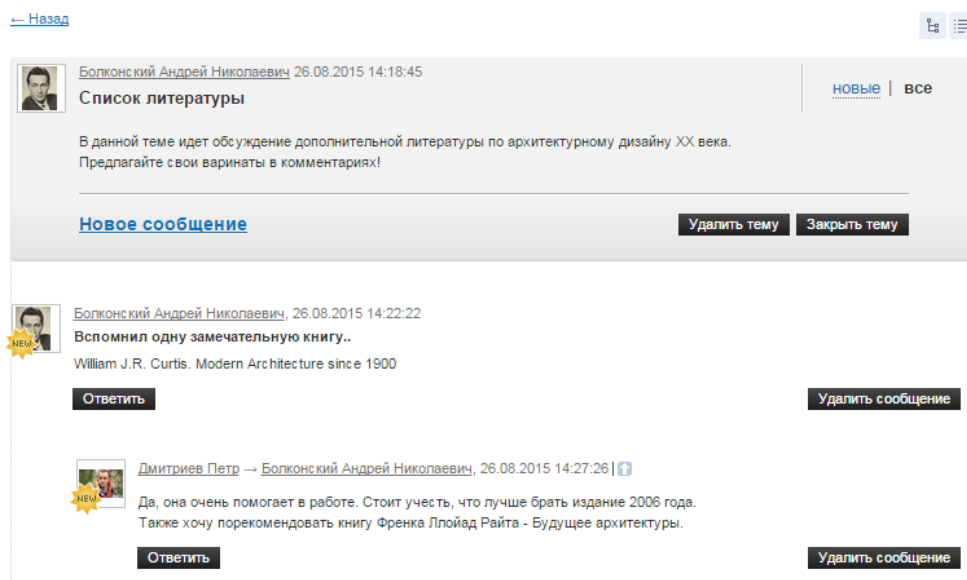 ← Назад
Болконский Андрей Николаевич 26.08.2015 14:18:45
новые | все
Список литературы
В данной теме идет обсуждение дополнительной литературы по архитектурному дизайну XX века.
Предлагайте свои варинаты в комментариях!
Новое сообщение
Удалить тему Закрыть тему
Болконский Андрей Николаевич, 26.08.2015 14:22:22
NEW
Вспомнил одну замечательную книгу..
William J.R. Curtis. Modern Architecture since 1900
Ответить Удалить сообщение
Дмитриев Петр → Болконский Андрей Николаевич, 26.08.2015 14:27:26 |
NEW
Да, она очень помогает в работе. Стоит учесть, что лучше брать издание 2006 года.
Также хочу порекомендовать книгу Френка Ллойад Райта - Будущее архитектуры.
Ответить Удалить сообщение